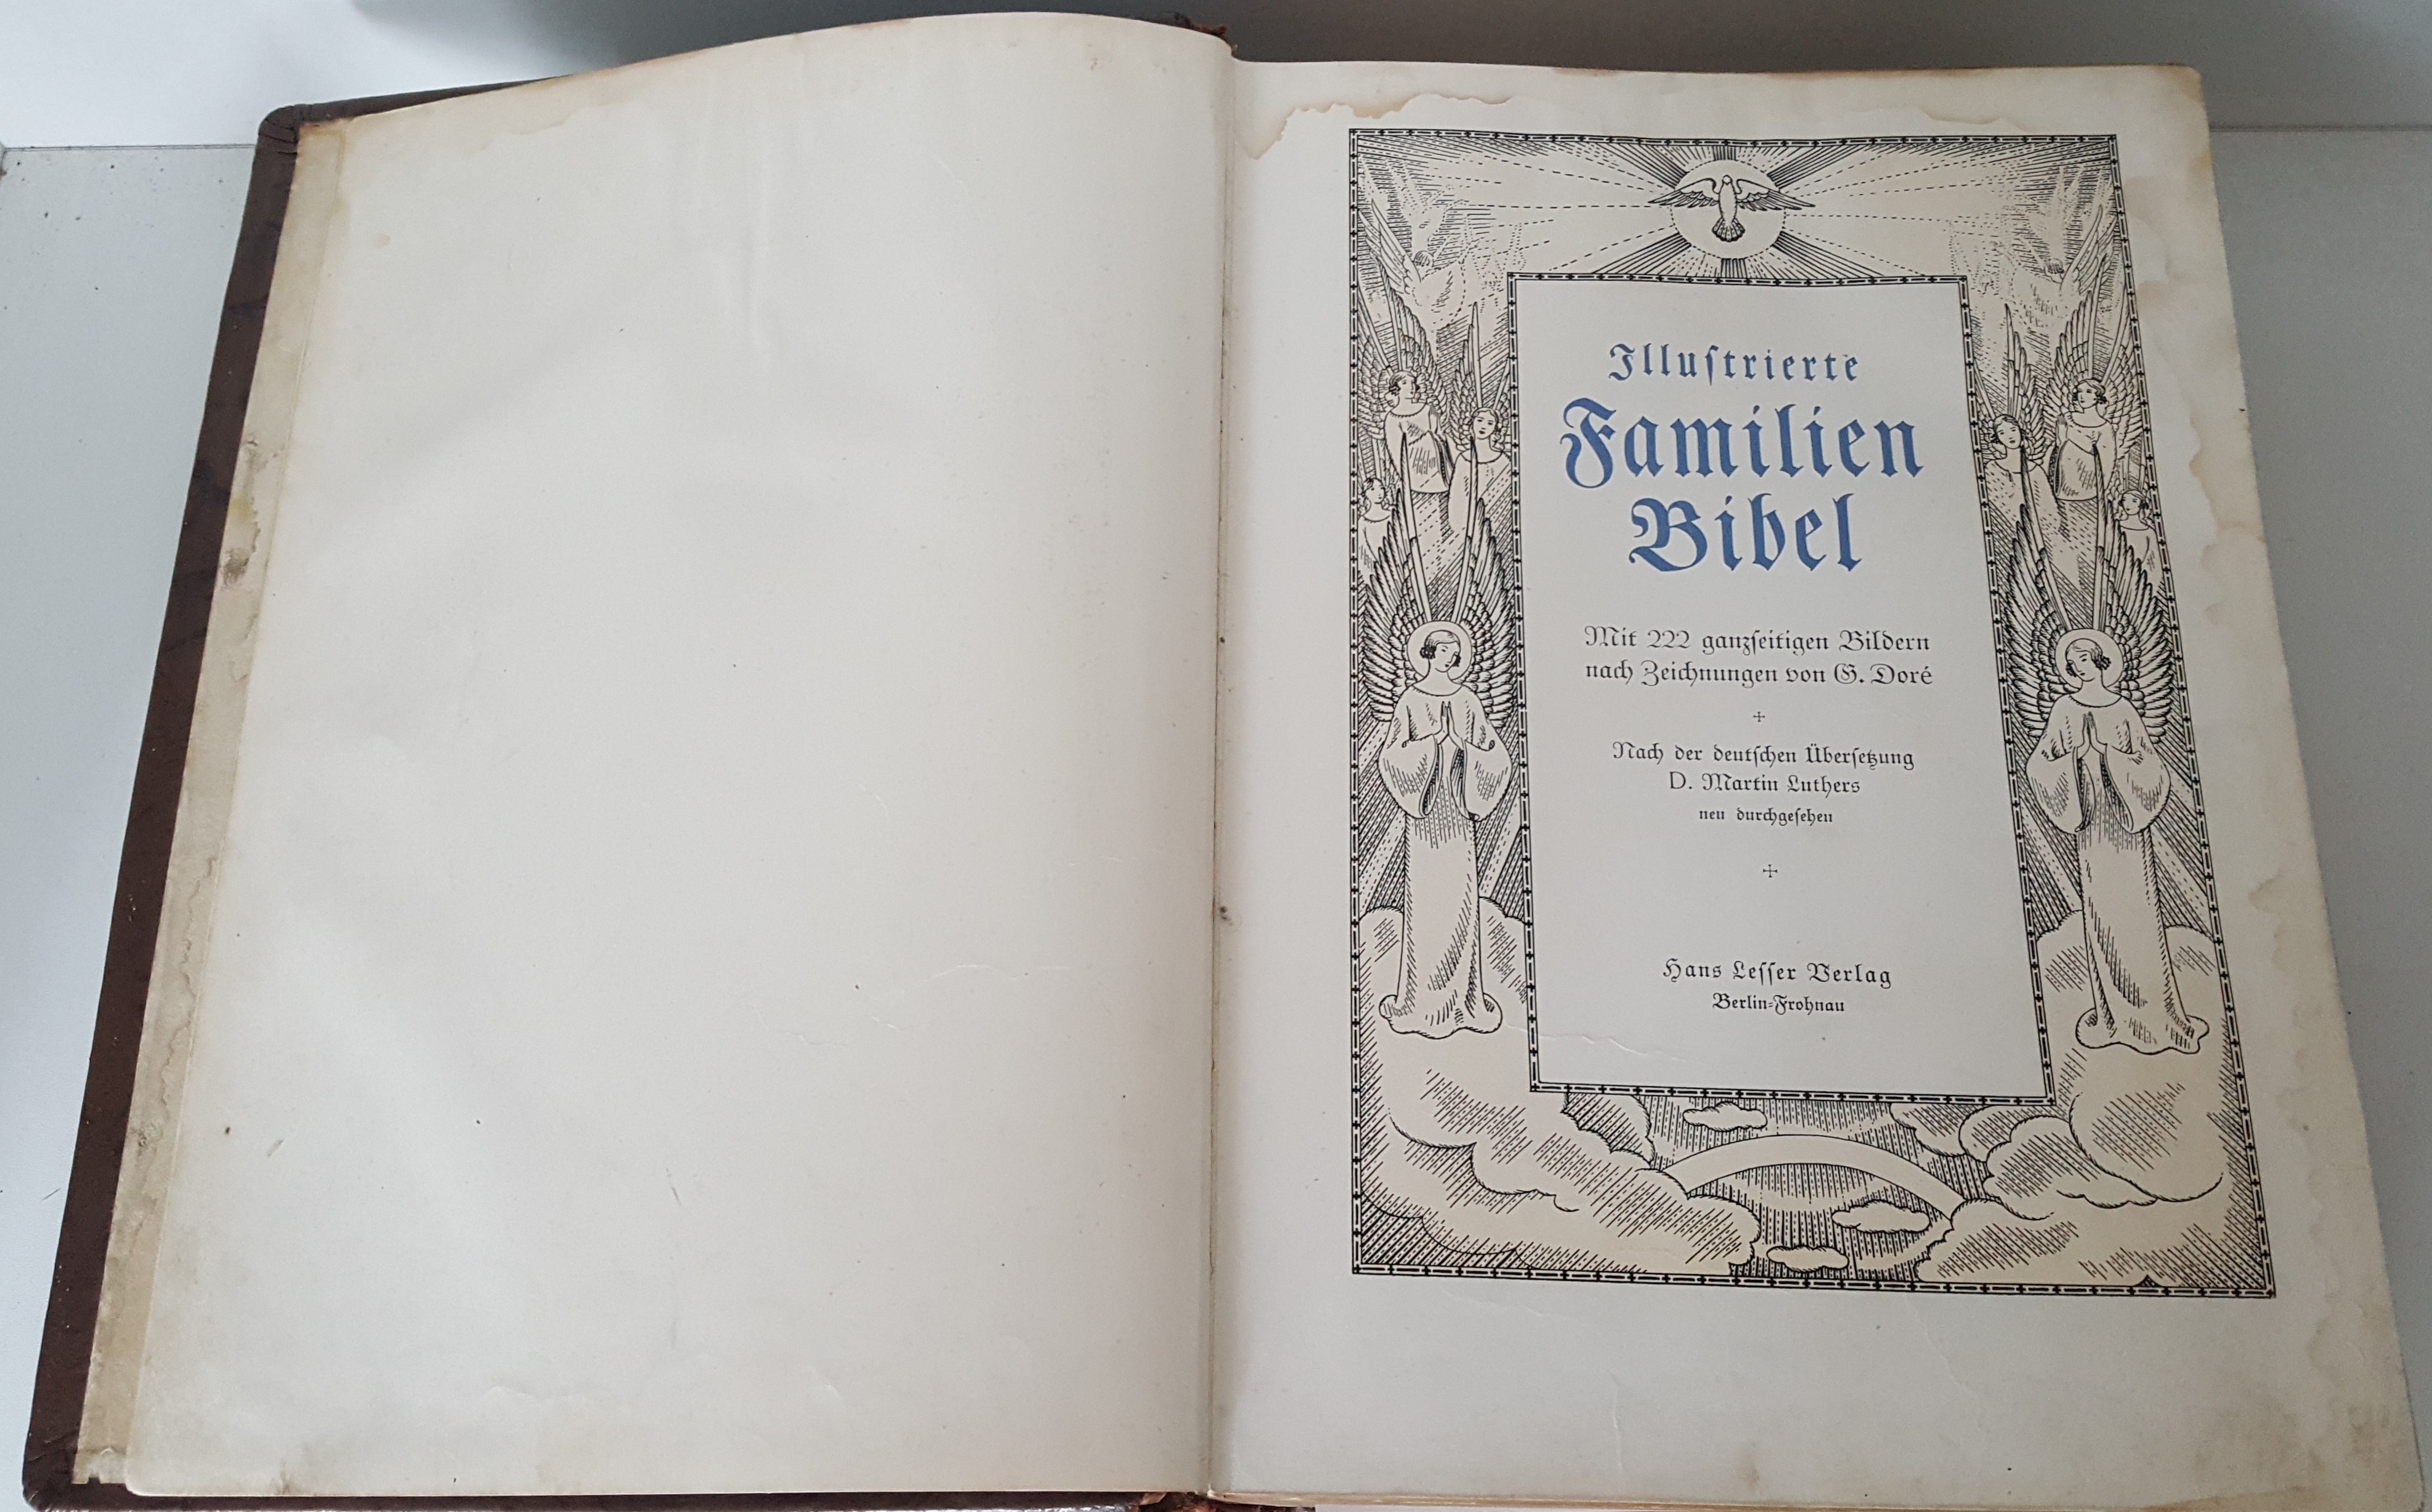 Illuſtrierte
Familien
Bibel
Mit 222 ganzſeitigen Bildern
nach Zeichnungen von G. Doré
Nach der deutſchen Überſetzung
D. Martin Luthers
neu durchgeſehen
Hans Leſſer Verlag
Berlin-Frohnau